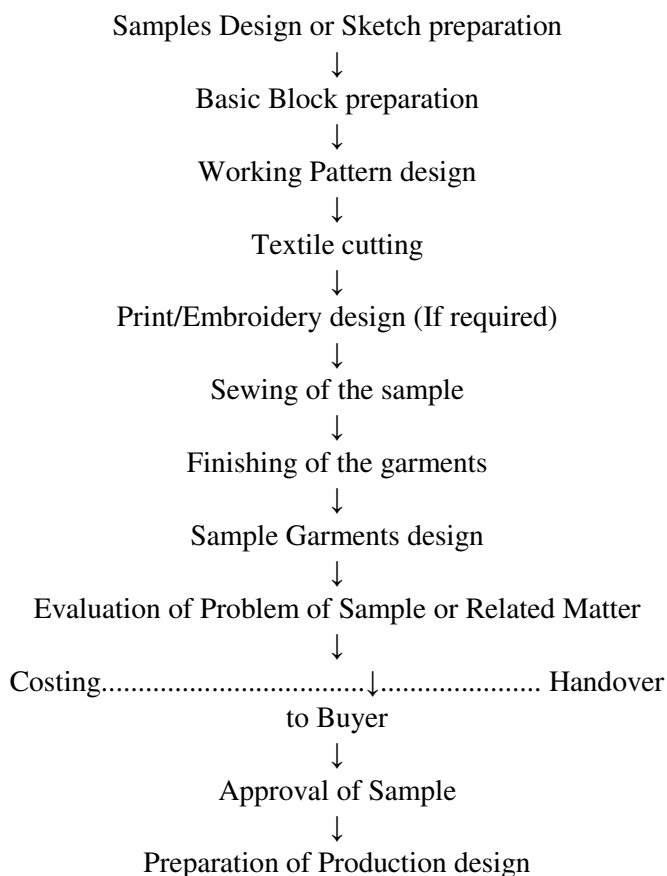 Samples Design or Sketch preparation
↓
Basic Block preparation
↓
Working Pattern design
↓
Textile cutting
↓
Print/Embroidery design (If required)
↓
Sewing of the sample
↓
Finishing of the garments
↓
Sample Garments design
↓
Evaluation of Problem of Sample or Related Matter
↓
Costing...................................↓...................... Handover
to Buyer
↓
Approval of Sample
↓
Preparation of Production design